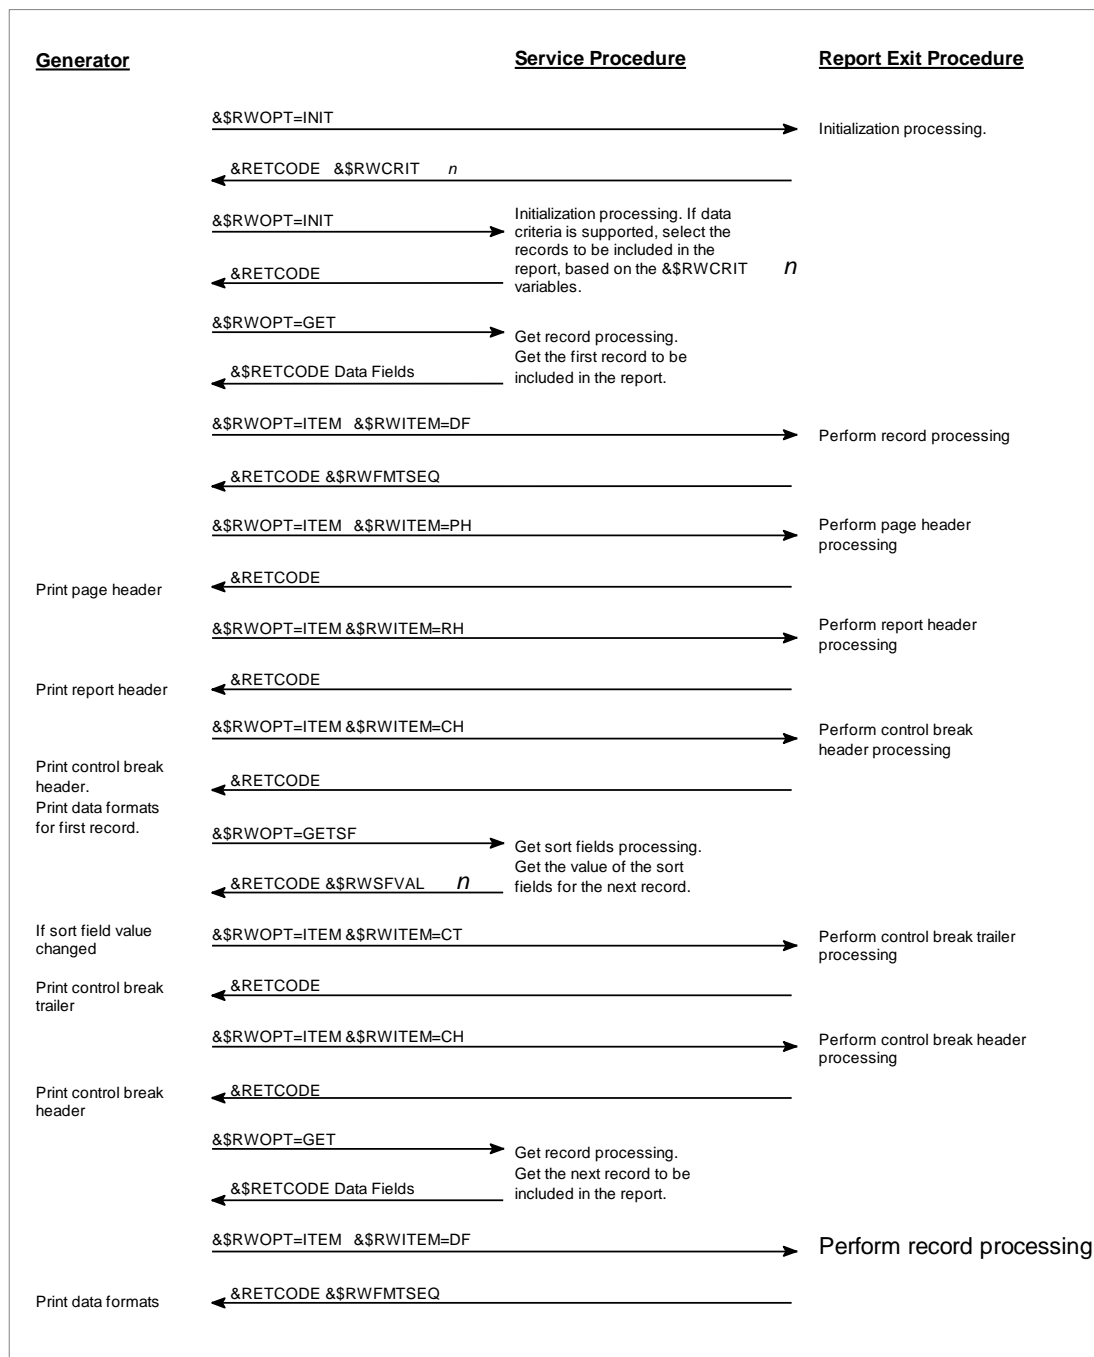 Generator
Service Procedure
Report Exit Procedure
&$RWOPT=INIT
Initialization processing.
&RETCODE &$RWCRIT n
&$RWOPT=INIT
Initialization processing. If data
criteria is supported, select the
records to be included in the
report, based on the &$RWCRIT n
variables.
&RETCODE
&$RWOPT=GET
Get record processing.
Get the first record to be
included in the report.
&$RETCODE Data Fields
&$RWOPT=ITEM &$RWITEM=DF
Perform record processing
&RETCODE &$RWFMTSEQ
&$RWOPT=ITEM &$RWITEM=PH
Perform page header
processing
&RETCODE
Print page header
&$RWOPT=ITEM &$RWITEM=RH
Perform report header
processing
&RETCODE
Print report header
&$RWOPT=ITEM &$RWITEM=CH
Perform control break
header processing
Print control break
header.
Print data formats
for first record.
&RETCODE
&$RWOPT=GETSF
Get sort fields processing.
Get the value of the sort
fields for the next record.
&RETCODE &$RWSFVAL n
If sort field value
changed
&$RWOPT=ITEM &$RWITEM=CT
Perform control break trailer
processing
Print control break
trailer
&RETCODE
&$RWOPT=ITEM &$RWITEM=CH
Perform control break header
processing
Print control break
header
&RETCODE
&$RWOPT=GET
Get record processing.
Get the next record to be
included in the report.
&$RETCODE Data Fields
&$RWOPT=ITEM &$RWITEM=DF
Perform record processing
Print data formats
&RETCODE &$RWFMTSEQ